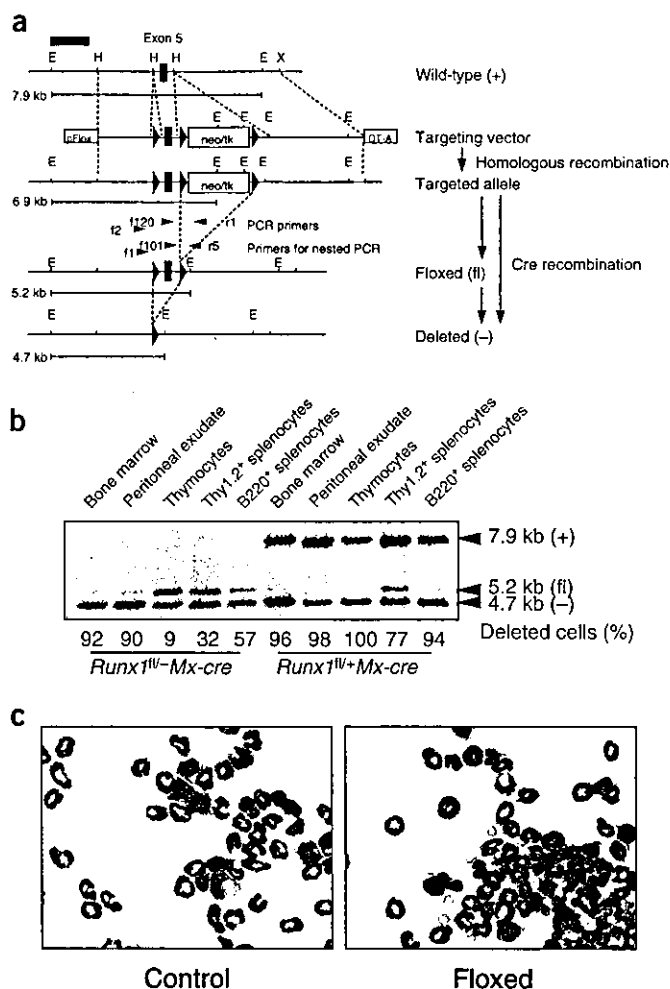 a
Exon 5
E H H H E X
Wild-type (+)
7.9 kb
E E E E
neo/tk
Targeting vector
Homologous recombination
E E E E E
neo/tk
Targeted allele
6.9 kb
f120 r1 PCR primers
f2
f101 r5 Primers for nested PCR
f1
E E E E
Floxed (fl)
Cre recombination
5.2 kb
E E E
Deleted (–)
4.7 kb
b
Bone marrow
Peritoneal exudate
Thymocytes
Thy1.2+ splenocytes
B220+ splenocytes
Bone marrow
Peritoneal exudate
Thymocytes
Thy1.2+ splenocytes
B220+ splenocytes
7.9 kb (+)
5.2 kb (fl)
4.7 kb (–)
92 90 9 32 57 96 98 100 77 94 Deleted cells (%)
Runx1fl/–Mx-cre Runx1fl/+Mx-cre
c
Control Floxed